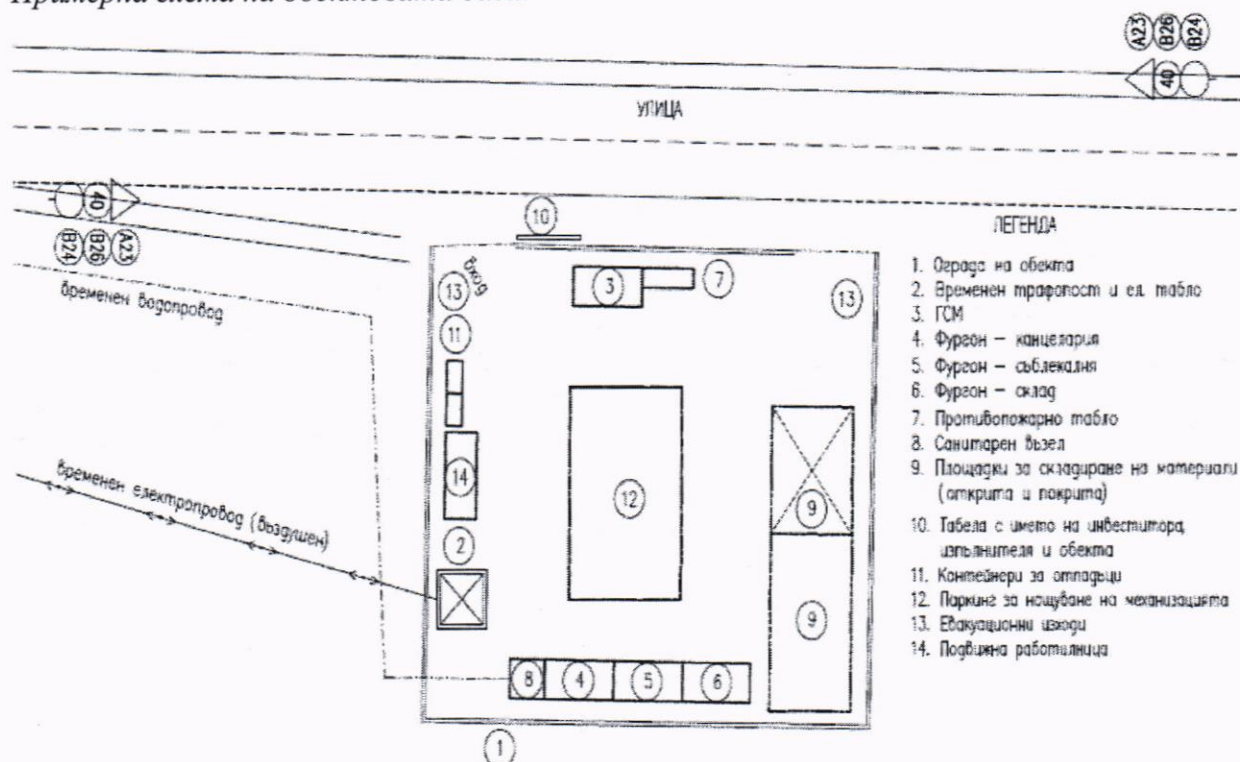 Примерна схема на
A23 B26 B24
40
УЛИЦА
40
B24 B26 A23
10
вход
13
3
7
13
11
временен водопровод
временен електропровод (въздушен)
14
12
9
2
9
8 4 5 6
1
ЛЕГЕНДА
1. Ограда на обекта
2. Временен трафопост и ел. табло
3. ГСМ
4. Фургон – канцелария
5. Фургон – съблекалня
6. Фургон – склад
7. Противопожарно табло
8. Санитарен възел
9. Площадки за складиране на материали
(открита и покрита)
10. Табела с името на инвеститора,
изпълнителя и обекта
11. Контейнери за отпадъци
12. Паркинг за нощуване на механизацията
13. Евакуационни изходи
14. Подвижна работилница